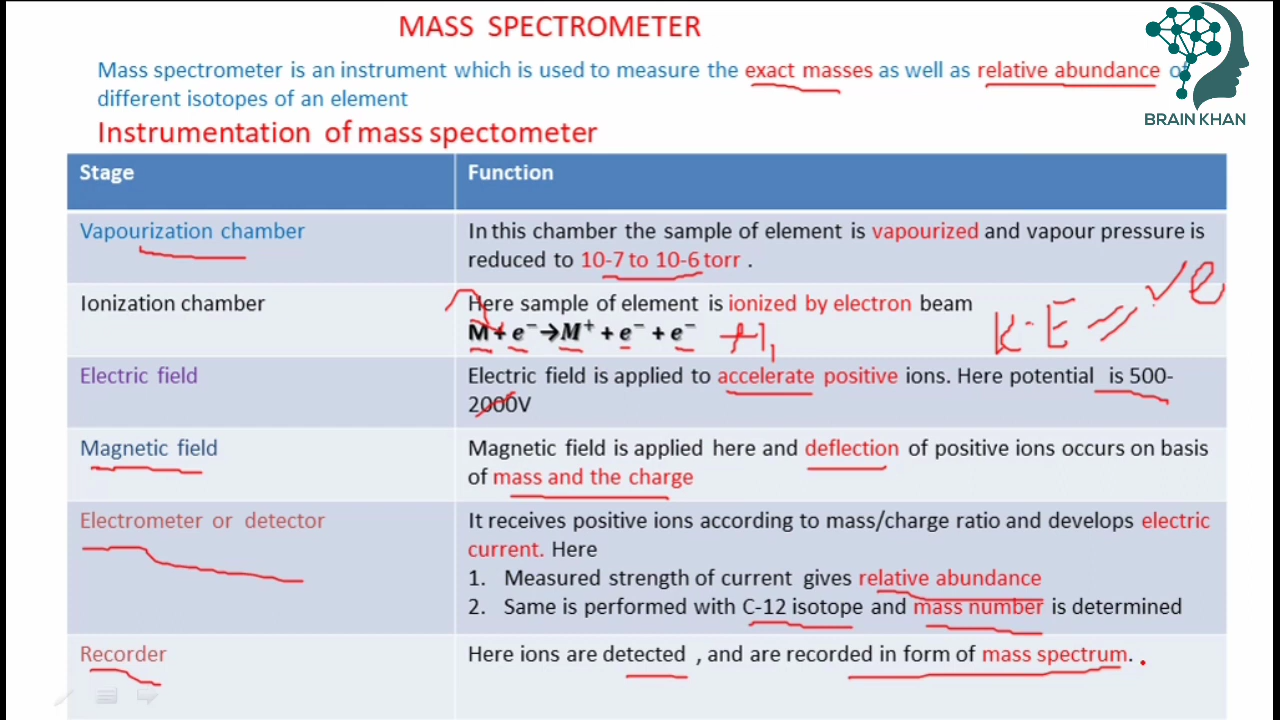 MASS SPECTROMETER
Mass spectrometer is an instrument which is used to measure the exact masses as well as relative abundance of
different isotopes of an element
BRAIN KHAN
Instrumentation of mass spectometer
Stage Function
Vapourization chamber In this chamber the sample of element is vapourized and vapour pressure is
reduced to 10-7 to 10-6 torr .
Ionization chamber Here sample of element is ionized by electron beam
M + e⁻→M⁺ + e⁻ + e⁻ +1,
K.E = ve
Electric field Electric field is applied to accelerate positive ions. Here potential is 500-
2000V
Magnetic field Magnetic field is applied here and deflection of positive ions occurs on basis
of mass and the charge
Electrometer or detector It receives positive ions according to mass/charge ratio and develops electric
current. Here
1. Measured strength of current gives relative abundance
2. Same is performed with C-12 isotope and mass number is determined
Recorder Here ions are detected , and are recorded in form of mass spectrum.